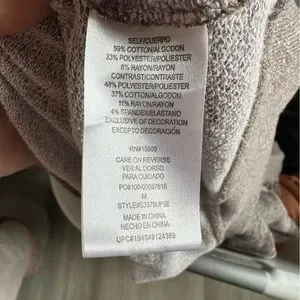 SELF/CUERPO
59% COTTON/ALGODON
33% POLYESTER/POLIESTER
8% RAYON/RAYON
CONTRAST/CONTRASTE
48% POLYESTER/POLIESTER
37% COTTON/ALGODON
11% RAYON/RAYON
4% SPANDEX/ELASTANO
EXCLUSIVE OF DECORATION
EXCEPTO DECORACIÓN
CARE ON REVERSE
VER AL DORSO
PARA CUIDADO
M
MADE IN CHINA
HECHO EN CHINA